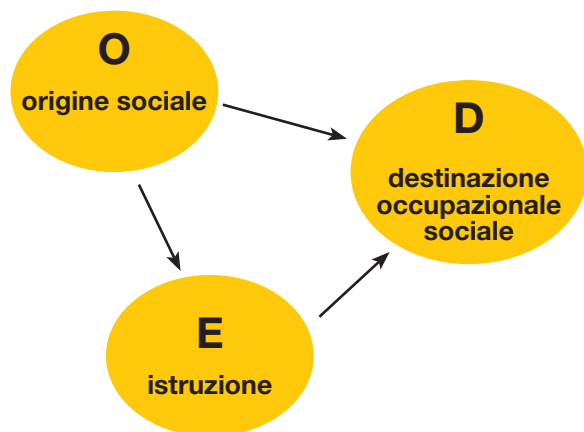 O
origine sociale
D
destinazione
occupazionale
sociale
E
istruzione